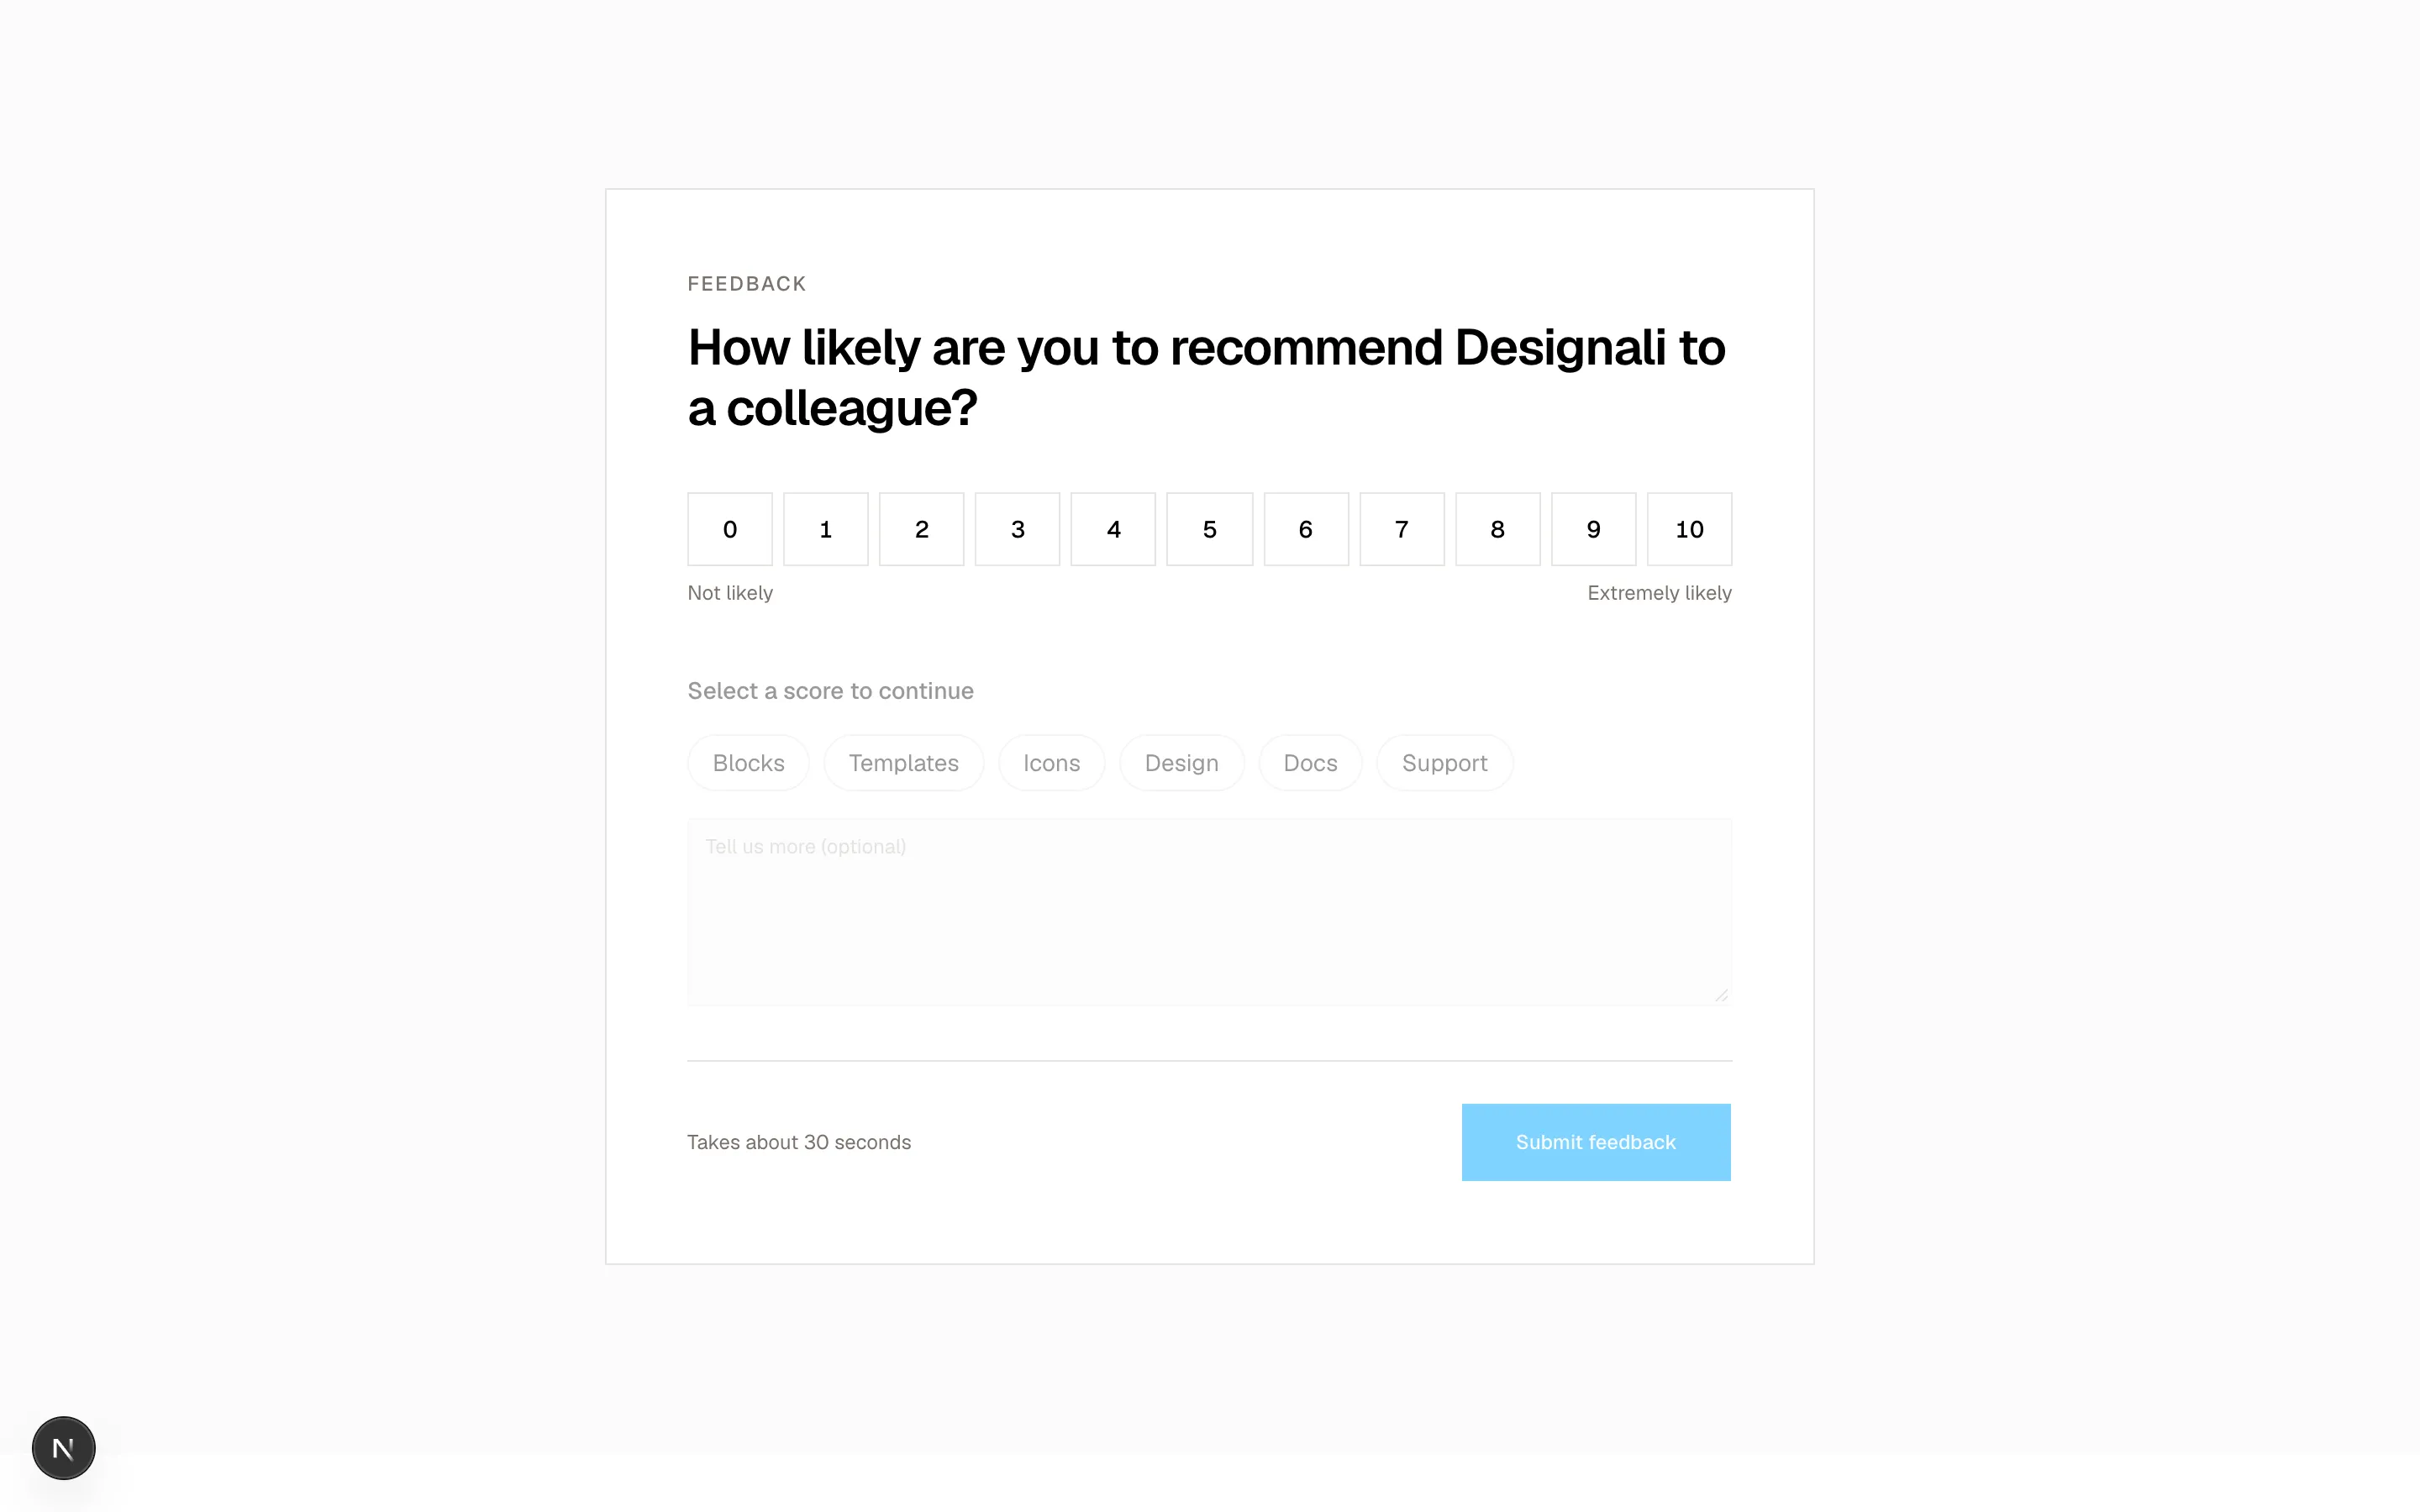 FEEDBACK
How likely are you to recommend Designali to
a colleague?
0 1 2 3 4 5 6 7 8 9 10
Not likely Extremely likely
Select a score to continue
Blocks Templates Icons Design Docs Support
Tell us more (optional)
Takes about 30 seconds Submit feedback
N